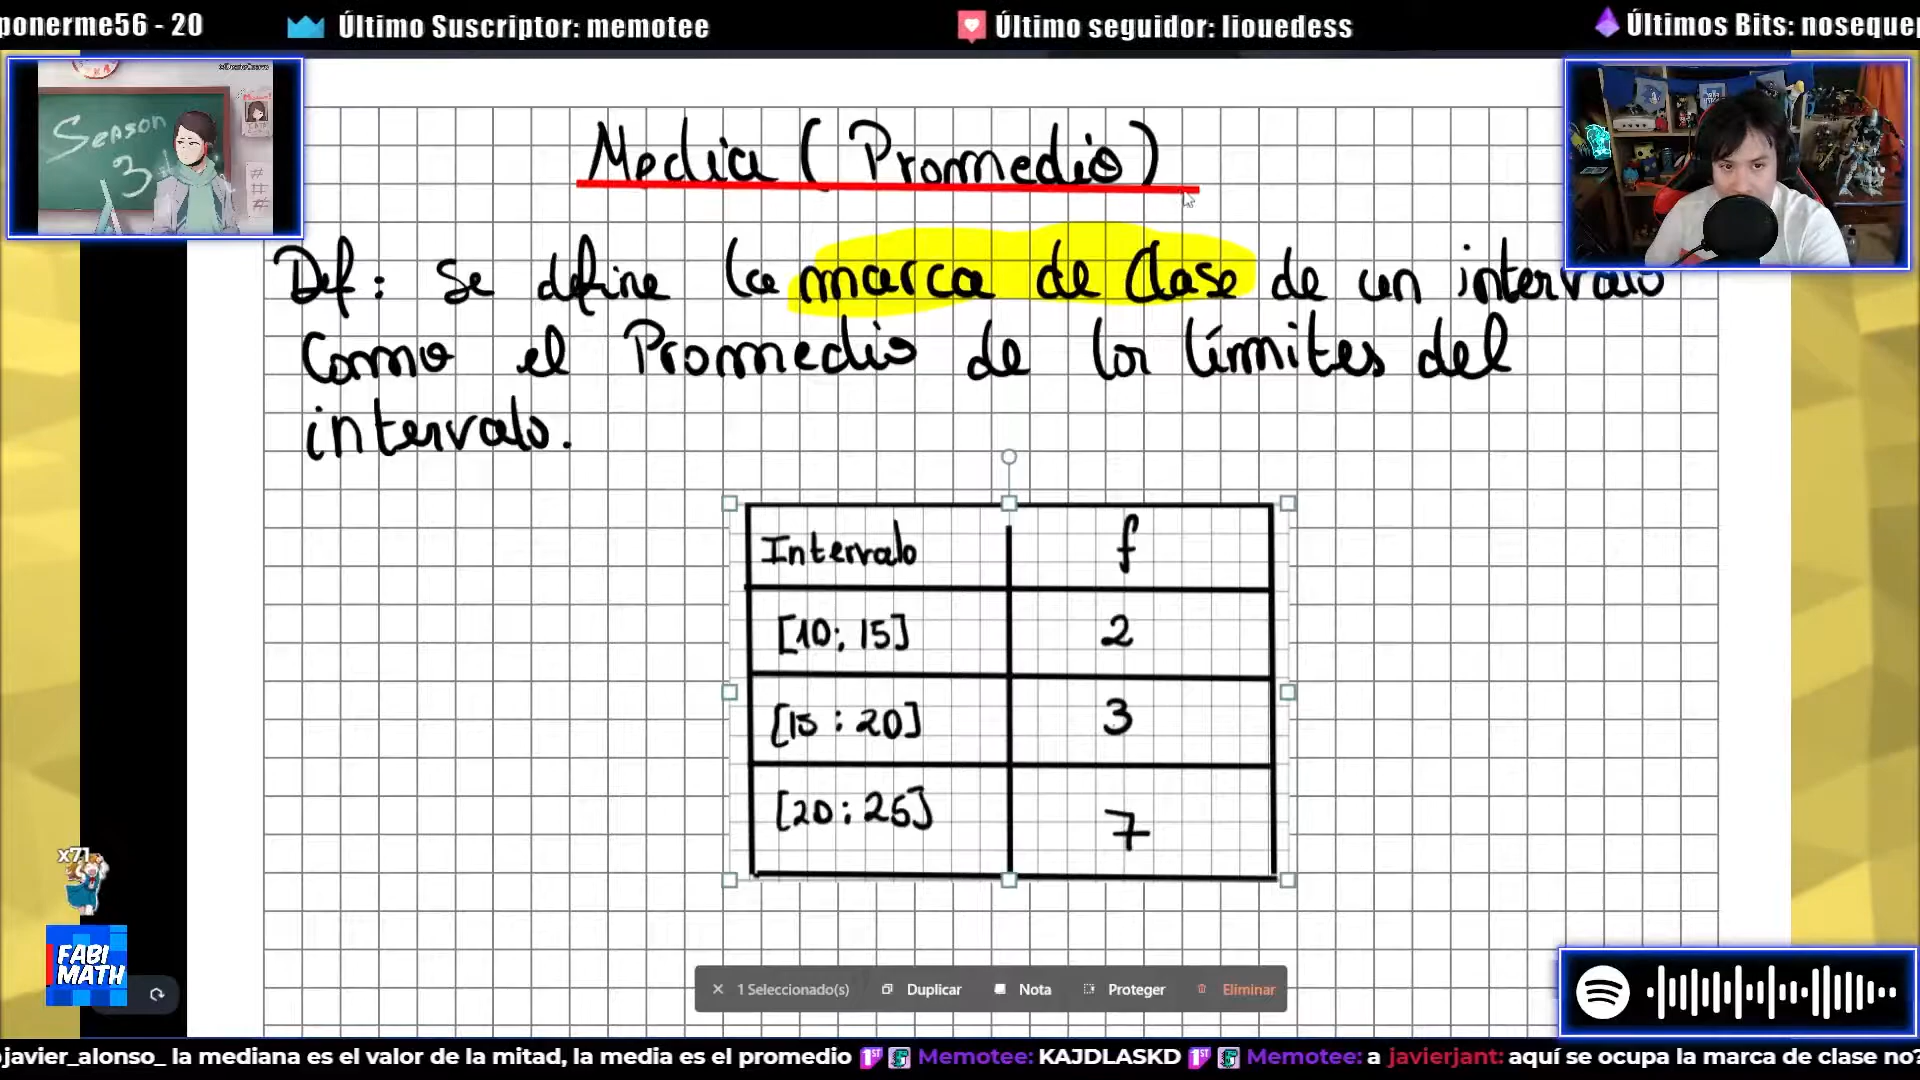 ponerme56 - 20
Último Suscriptor: memotee
Último seguidor: liouedess
Últimos Bits: noseque
Season
3
Media (Promedio)
Def: se define la marca de clase de un intervalo
Como el Promedio de los límites del
intervalo.
Intervalo f
[10; 15] 2
[15 ; 20] 3
[20 ; 25] 7
x71
FABI
MATH
1 Seleccionado(s) Duplicar Nota Proteger Eliminar
javier_alonso_ la mediana es el valor de la mitad, la media es el promedio 1ST Memotee: KAJDLASKD 1ST Memotee: a javierjant: aquí se ocupa la marca de clase no?